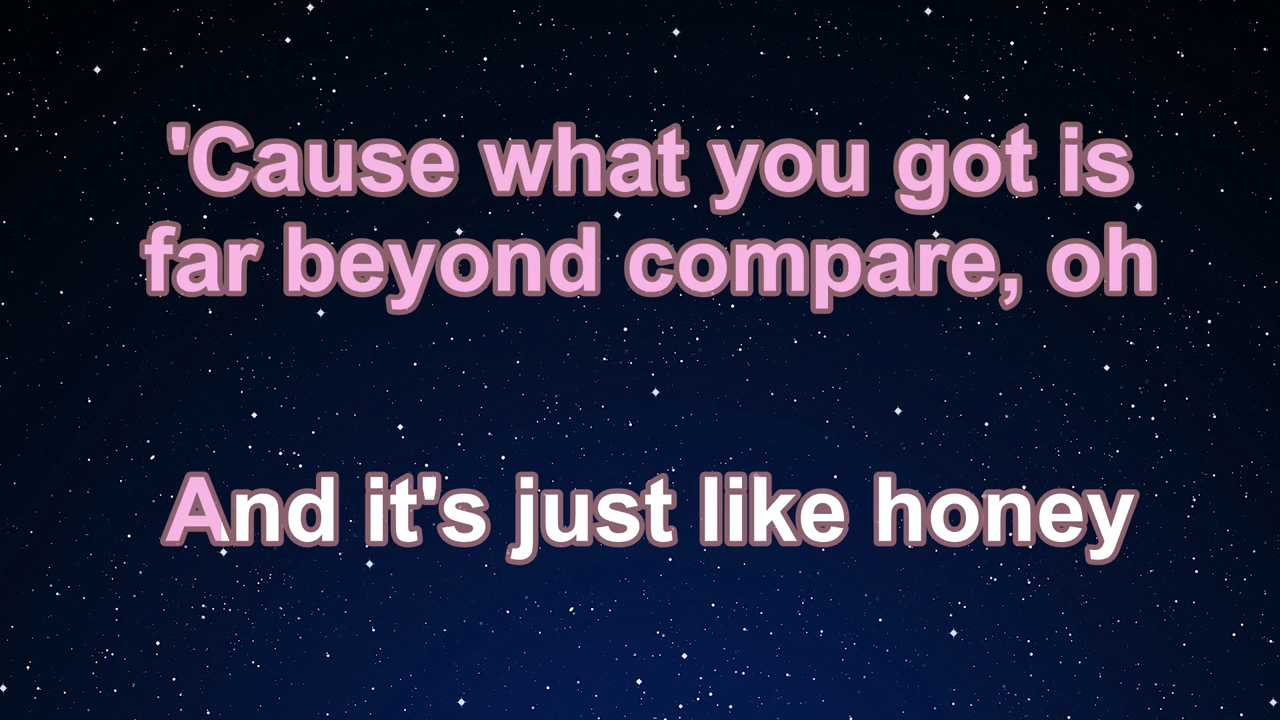 'Cause what you got is
far beyond compare, oh
And it's just like honey